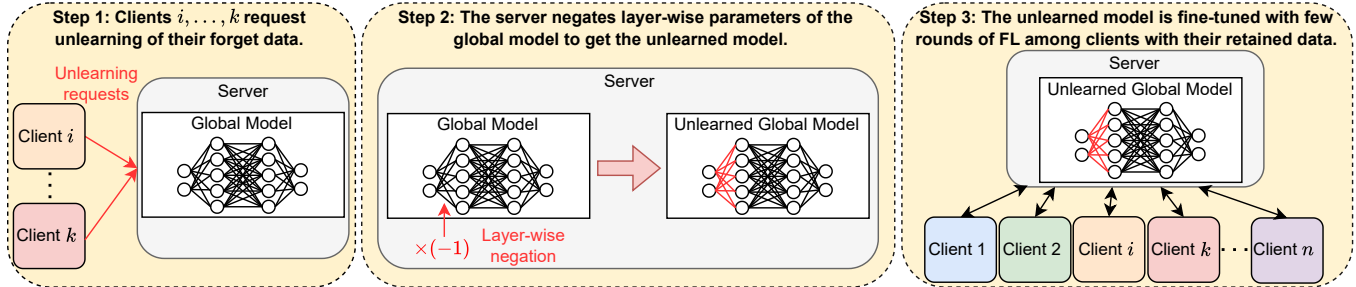 Step 1: Clients i, . . . , k request
unlearning of their forget data.
Unlearning
requests
Server
Global Model
Client i
Client k
Step 2: The server negates layer-wise parameters of the
global model to get the unlearned model.
Server
Global Model
Unlearned Global Model
×(−1)
Layer-wise
negation
Step 3: The unlearned model is fine-tuned with few
rounds of FL among clients with their retained data.
Server
Unlearned Global Model
Client 1
Client 2
Client i
Client k
Client n